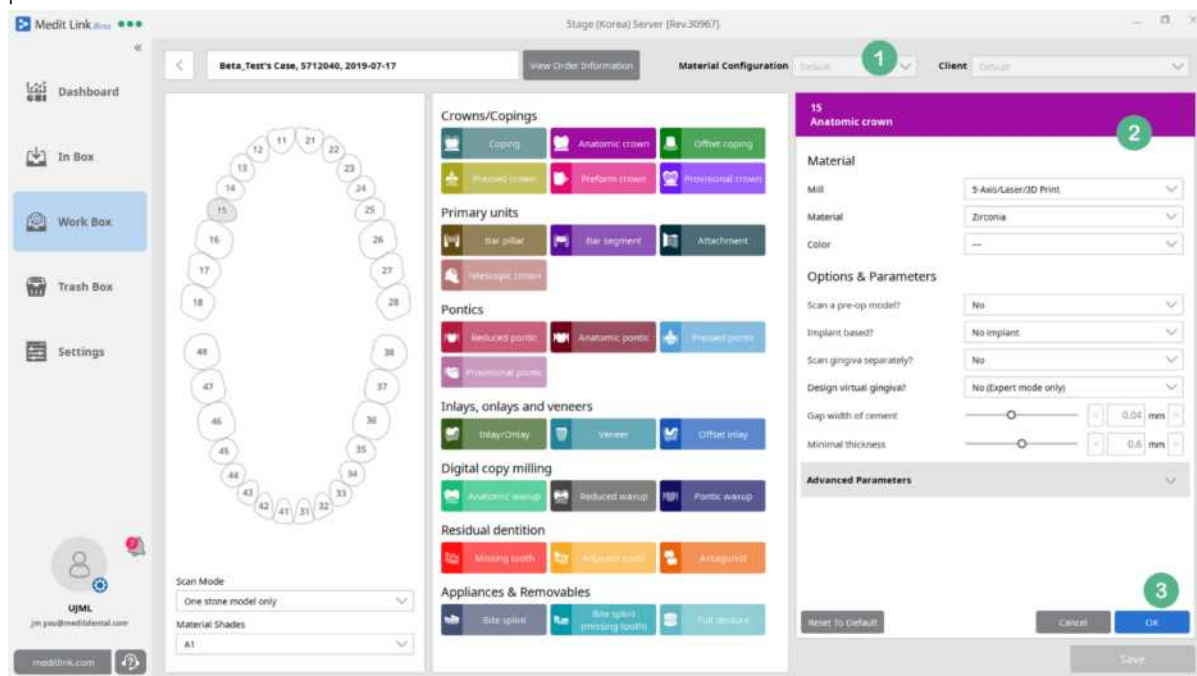 Medit Link Beta
Stage (Korea) Server [Rev.30967]
Dashboard
In Box
Work Box
Trash Box
Settings
7
UJML
jm.you@meditdental.com
meditlink.com
Beta_Test's Case, 5712040, 2019-07-17
View Order Information
Material Configuration Default
1
Client Default
12 11 21 22
13 23
14 24
15 25
16 26
17 27
18 28
48 38
47 37
46 36
45 35
44 34
43 33
42 41 31 32
Scan Mode
One stone model only
Material Shades
A1
Crowns/Copings
Coping Anatomic crown Offset coping
Pressed crown Preform crown Provisional crown
Primary units
Bar pillar Bar segment Attachment
Telescopic crown
Pontics
Reduced pontic Anatomic pontic Pressed pontic
Provisional pontic
Inlays, onlays and veneers
Inlay/Onlay Veneer Offset inlay
Digital copy milling
Anatomic waxup Reduced waxup Pontic waxup
Residual dentition
Missing tooth Adjacent tooth Antagonist
Appliances & Removables
Bite splint Bite splint (missing tooth) Full denture
15
Anatomic crown
2
Material
Mill 5-Axis/Laser/3D Print
Material Zirconia
Color ---
Options & Parameters
Scan a pre-op model? No
Implant based? No implant
Scan gingiva separately? No
Design virtual gingiva? No (Expert mode only)
Gap width of cement 0.04 mm
Minimal thickness 0.6 mm
Advanced Parameters
3
Reset To Default Cancel OK
Save